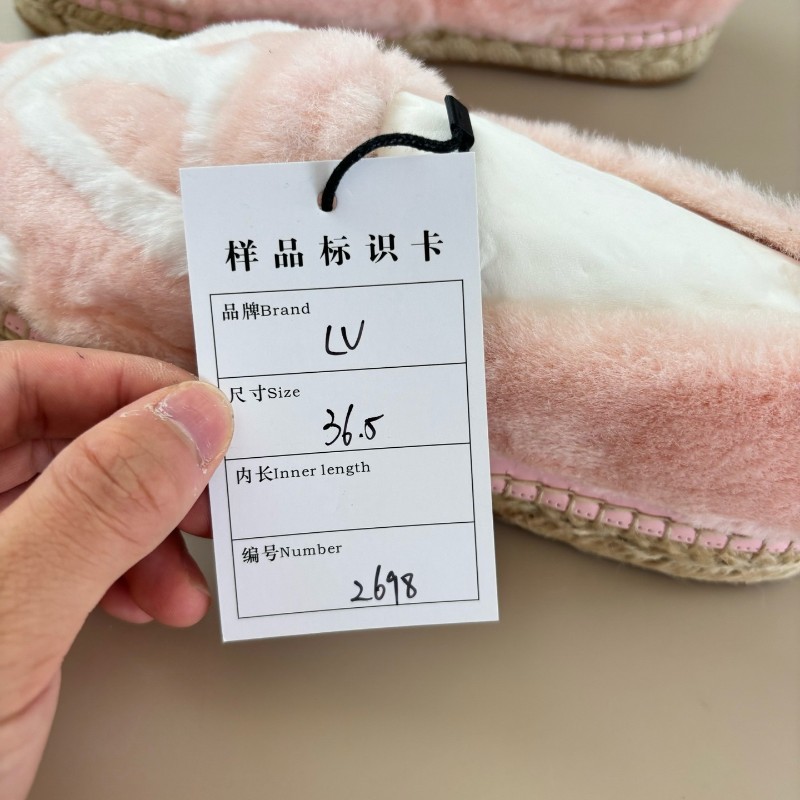 样品标识卡
品牌Brand
LV
尺寸Size
36.5
内长Inner length
编号Number
2698